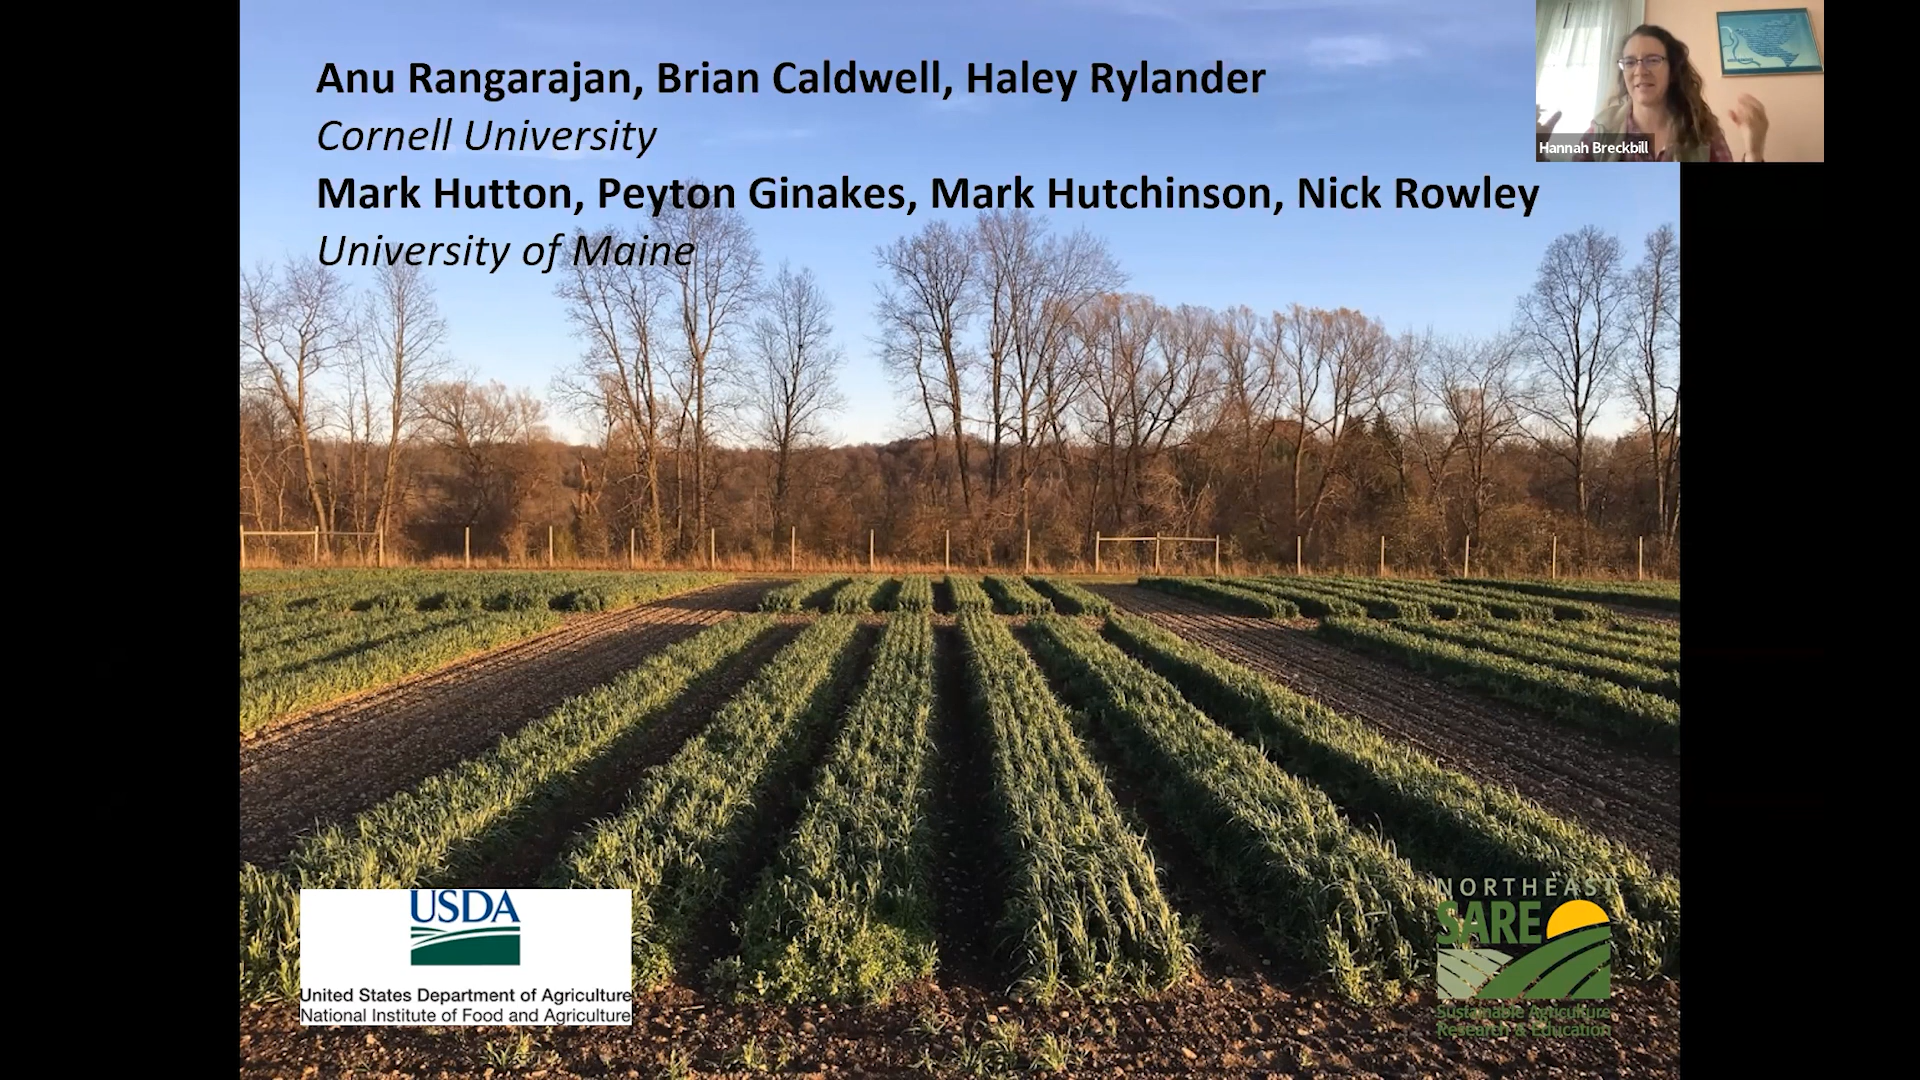 Anu Rangarajan, Brian Caldwell, Haley Rylander
Cornell University
Mark Hutton, Peyton Ginakes, Mark Hutchinson, Nick Rowley
University of Maine
Hannah Breckbill
USDA
United States Department of Agriculture
National Institute of Food and Agriculture
NORTHEAST
SARE
Sustainable Agriculture
Research & Education